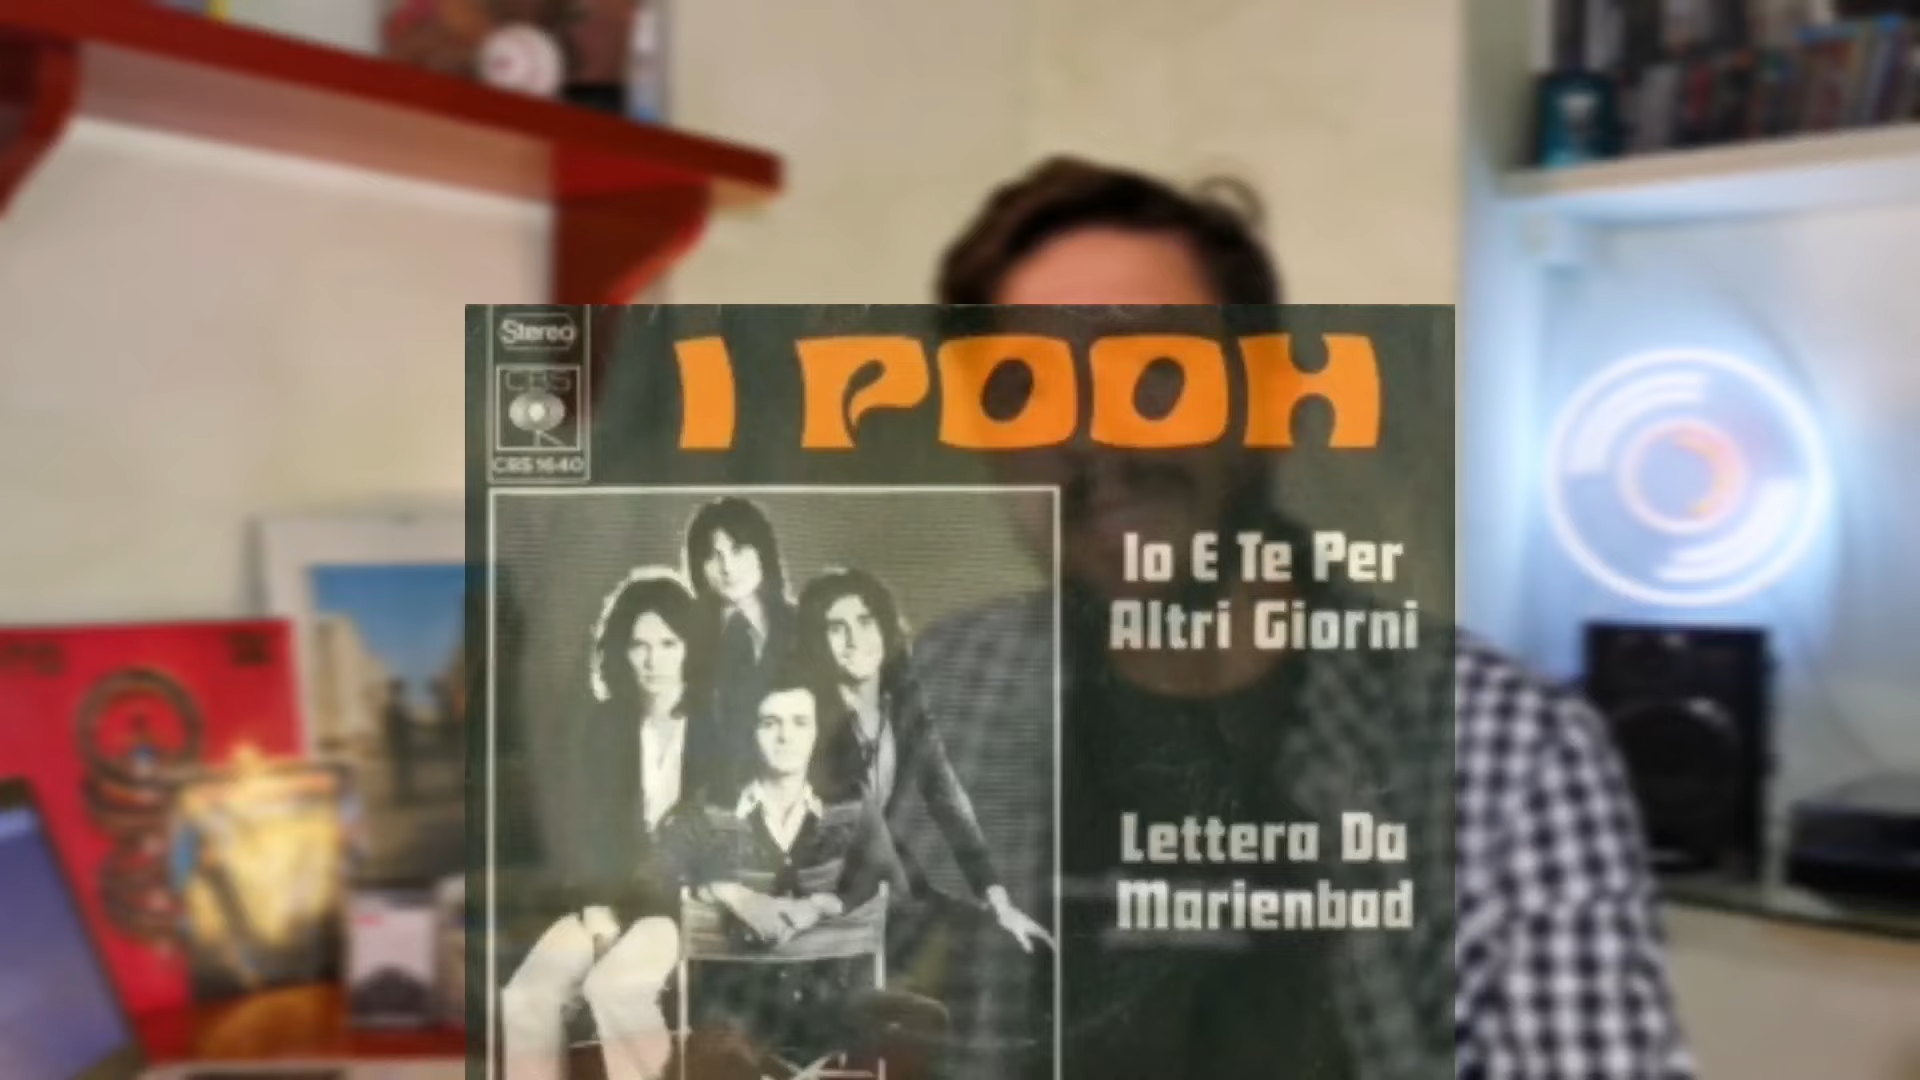 Stereo
CBS
CBS 1640
I POOH
Io E Te Per
Altri Giorni
Lettera Da
Marienbad